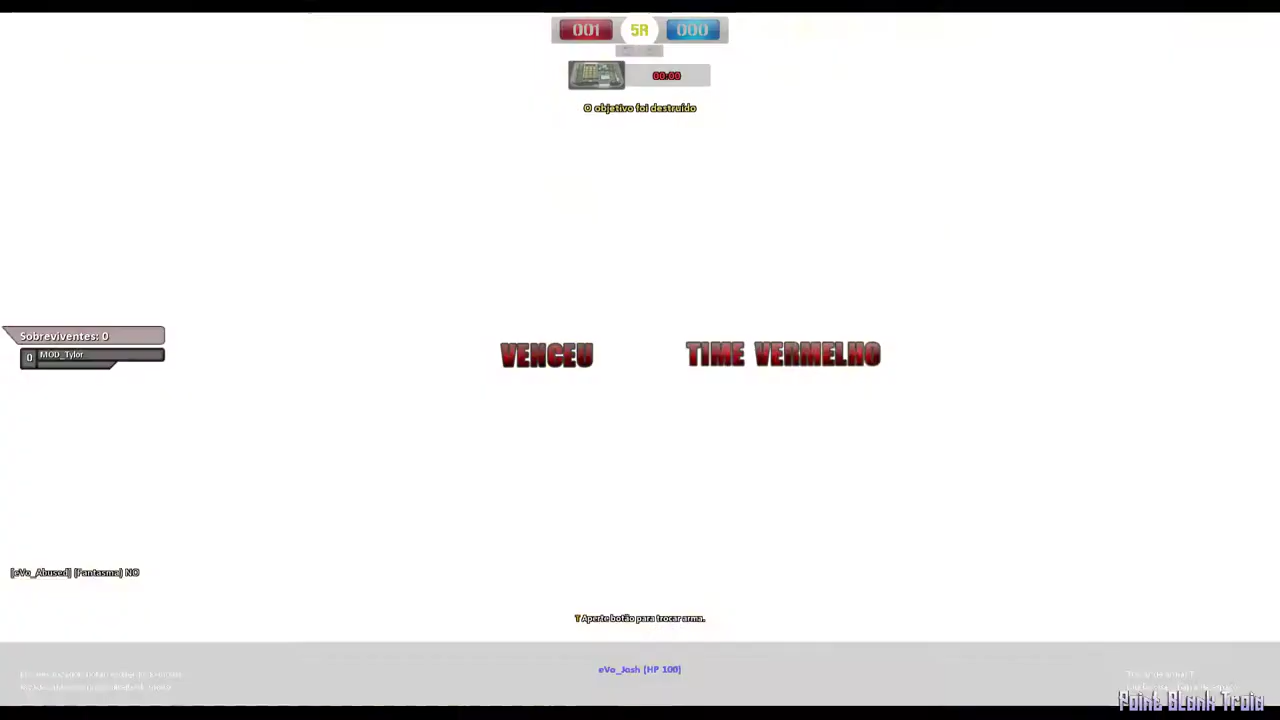 001 5R 000
00:00
O objetivo foi destruído
Sobreviventes: 0
0 MOD_Tylor
VENCEU TIME VERMELHO
[eVo_Abused] (Fantasma) NO
T Aperte botão para trocar arma.
eVo_Josh (HP 100)
Point Blank Troia